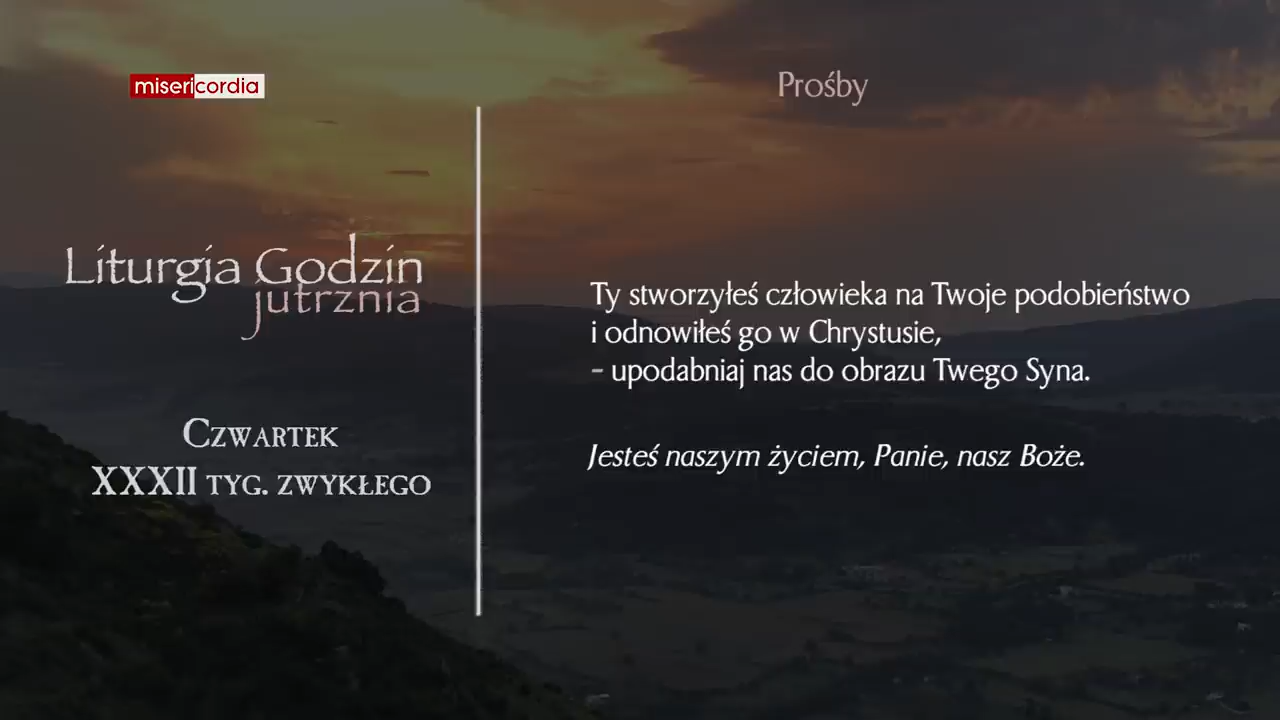 misericordia
Liturgia Godzin
jutrznia
Czwartek
XXXII tyg. zwykłego
Prośby
Ty stworzyłeś człowieka na Twoje podobieństwo
i odnowiłeś go w Chrystusie,
- upodabniaj nas do obrazu Twego Syna.
Jesteś naszym życiem, Panie, nasz Boże.